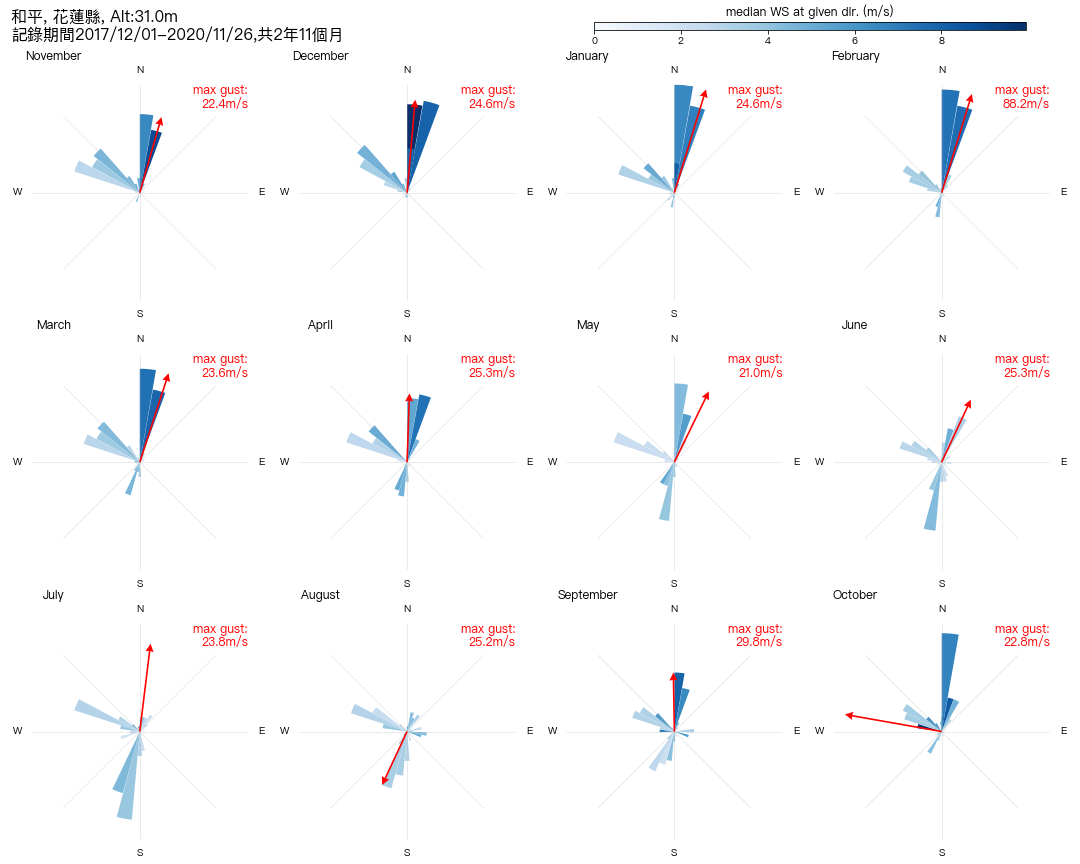 和平, 花蓮縣, Alt:31.0m
記錄期間2017/12/01–2020/11/26,共2年11個月
median WS at given dir. (m/s)
0 2 4 6 8
November
N
max gust:
22.4m/s
W E
S
December
N
max gust:
24.6m/s
W E
S
January
N
max gust:
24.6m/s
W E
S
February
N
max gust:
88.2m/s
W E
S
March
N
max gust:
23.6m/s
W E
S
April
N
max gust:
25.3m/s
W E
S
May
N
max gust:
21.0m/s
W E
S
June
N
max gust:
25.3m/s
W E
S
July
N
max gust:
23.8m/s
W E
S
August
N
max gust:
25.2m/s
W E
S
September
N
max gust:
29.8m/s
W E
S
October
N
max gust:
22.8m/s
W E
S